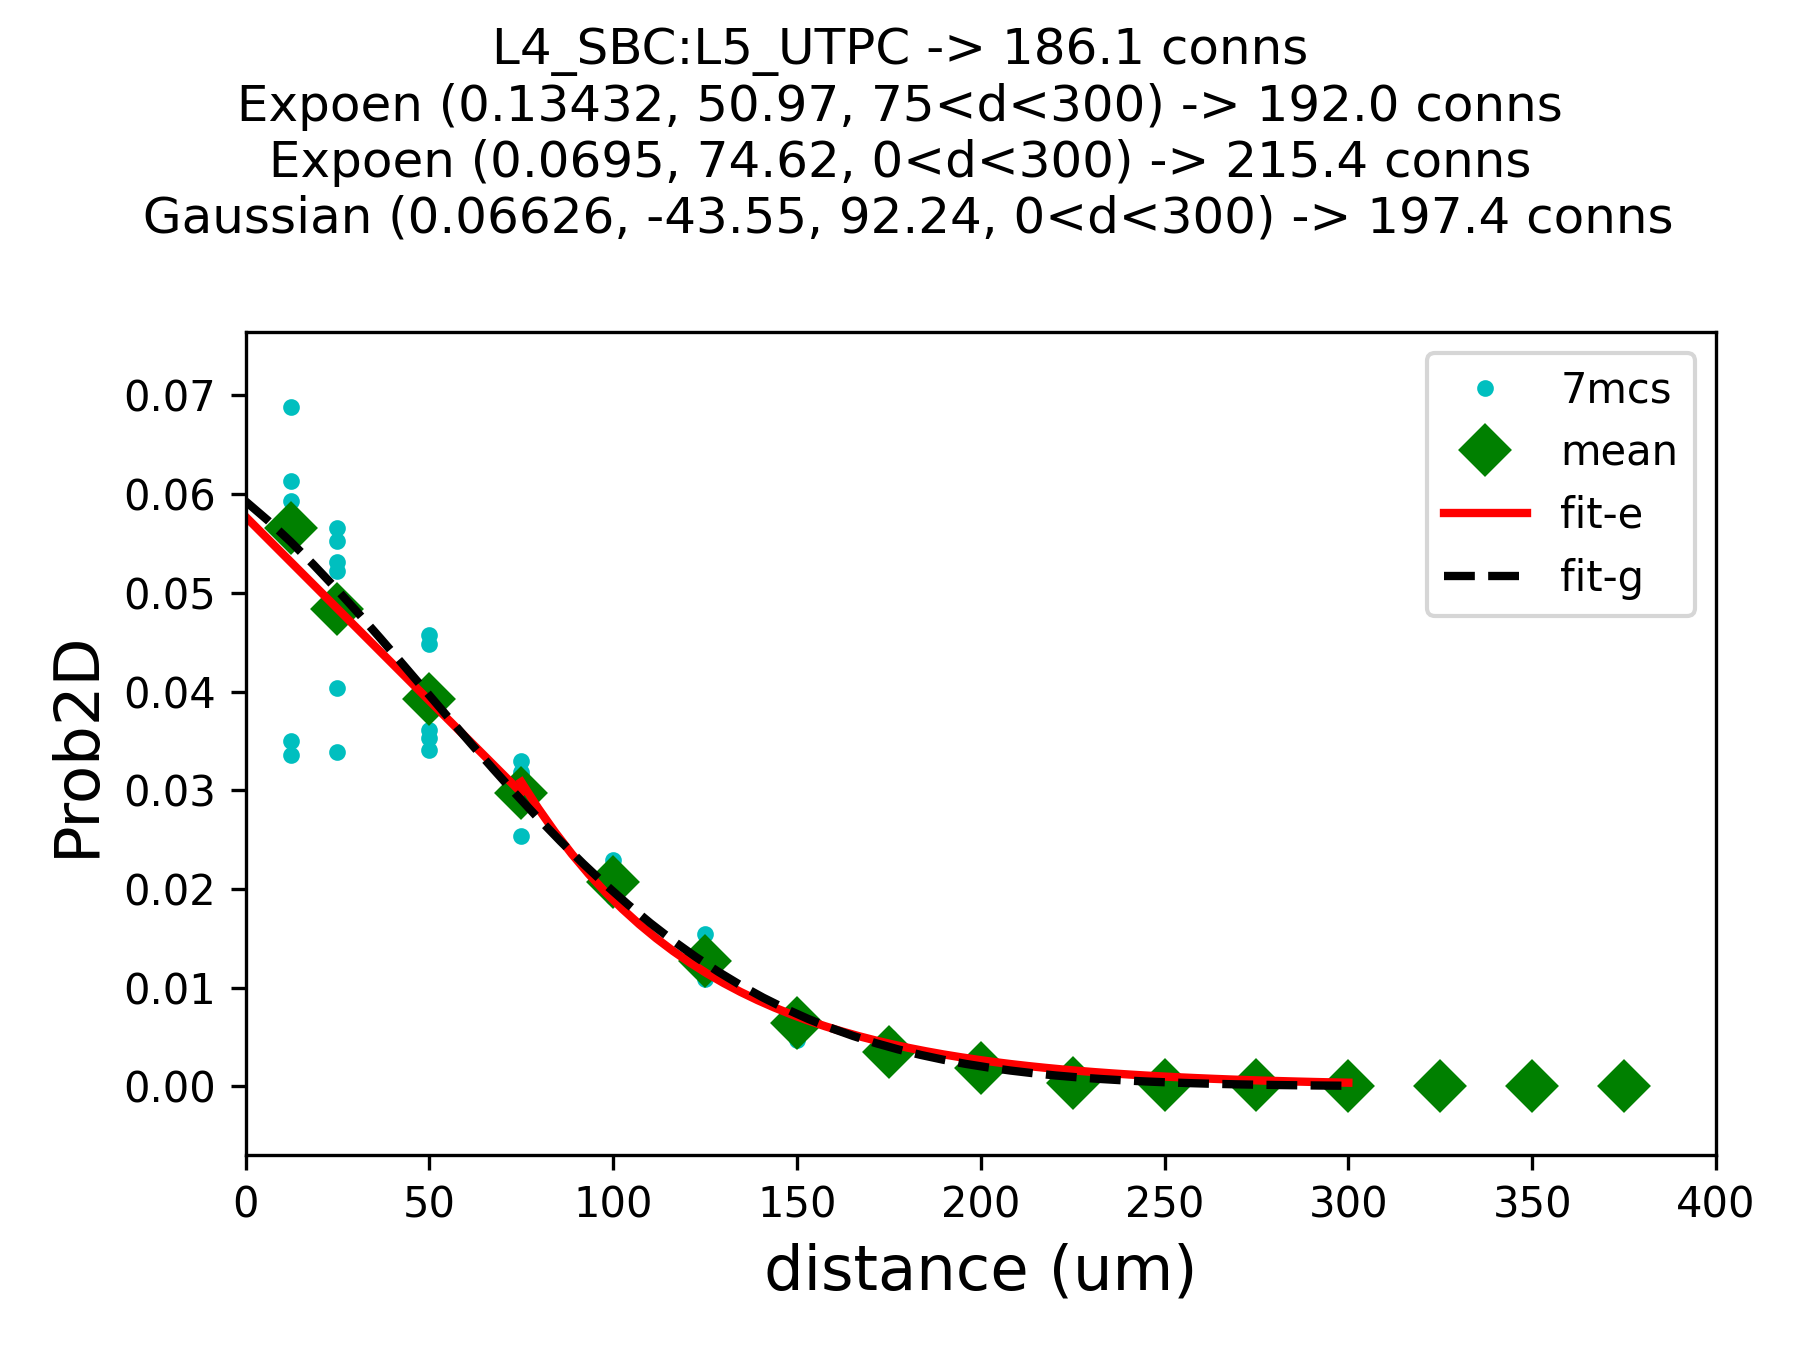 L4_SBC:L5_UTPC -> 186.1 conns
Expoen (0.13432, 50.97, 75<d<300) -> 192.0 conns
Expoen (0.0695, 74.62, 0<d<300) -> 215.4 conns
Gaussian (0.06626, -43.55, 92.24, 0<d<300) -> 197.4 conns
7mcs
mean
fit-e
fit-g
Prob2D
0.07
0.06
0.05
0.04
0.03
0.02
0.01
0.00
0 50 100 150 200 250 300 350 400
distance (um)